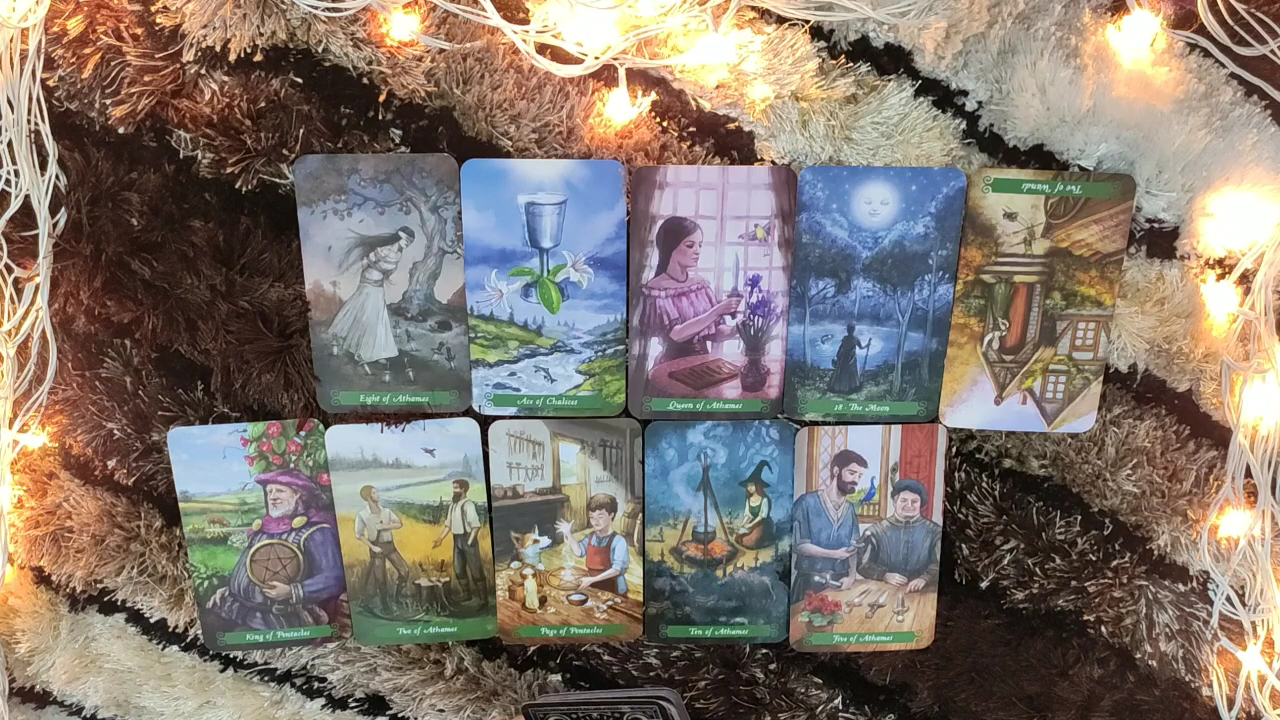 Eight of Athames
Ace of Chalices
Queen of Athames
18 - The Moon
Two of Wands
King of Pentacles
Two of Athames
Page of Pentacles
Ten of Athames
Five of Athames